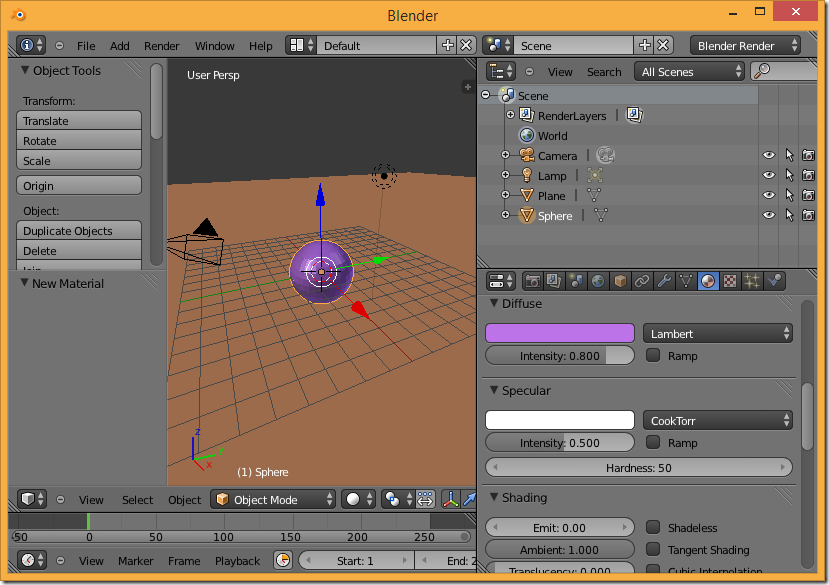 Blender
File Add Render Window Help Default Scene Blender Render
Object Tools
Transform:
Translate
Rotate
Scale
Origin
Object:
Duplicate Objects
Delete
Join
New Material
User Persp
z
y
x
(1) Sphere
View Select Object Object Mode
-50 0 50 100 150 200 250
View Marker Frame Playback Start: 1 End: 2
View Search All Scenes
Scene
RenderLayers
World
Camera
Lamp
Plane
Sphere
Diffuse
Lambert
Intensity: 0.800 Ramp
Specular
CookTorr
Intensity: 0.500 Ramp
Hardness: 50
Shading
Emit: 0.00 Shadeless
Ambient: 1.000 Tangent Shading
Translucency: 0.000 Cubic Interpolation